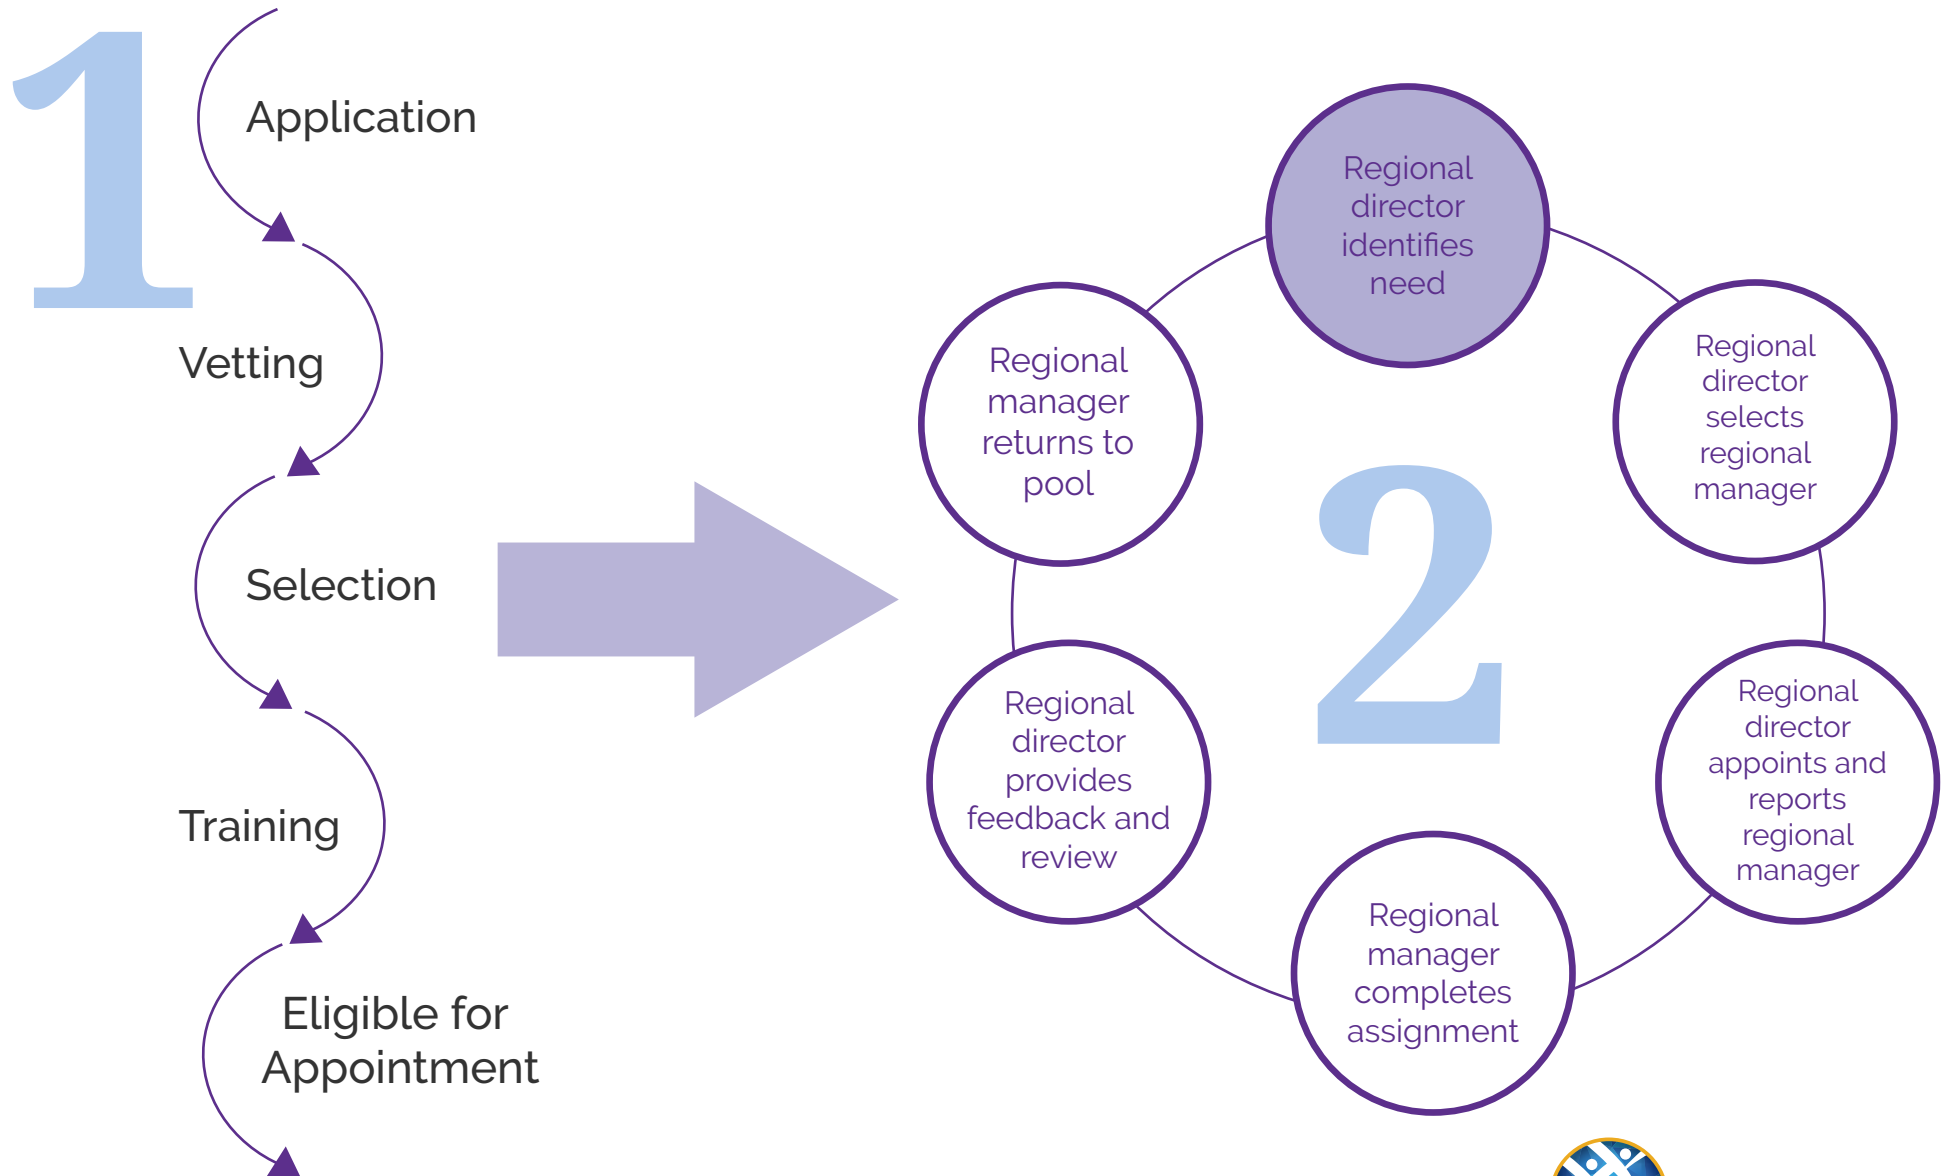 1
Application
Vetting
Selection
Training
Eligible for
Appointment
2
Regional
director
identifies
need
Regional
director
selects
regional
manager
Regional
director
appoints and
reports
regional
manager
Regional
manager
completes
assignment
Regional
director
provides
feedback and
review
Regional
manager
returns to
pool